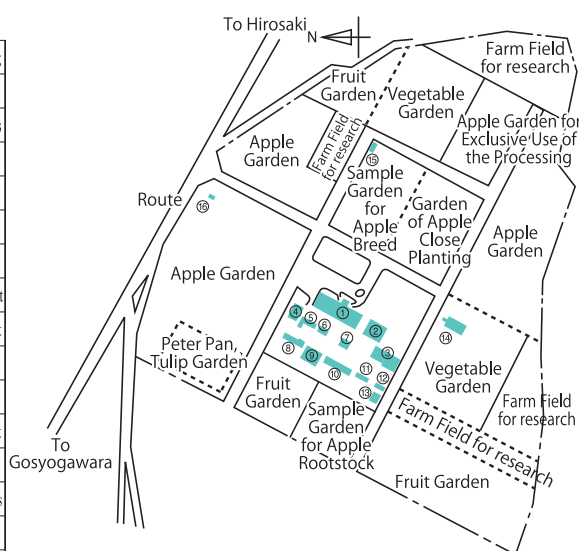 To Hirosaki
N
Farm Field
for research
Fruit
Garden
Vegetable
Garden
Apple Garden for
Exclusive Use of
the Processing
Apple
Garden
Farm Field
for research
⑮
Sample
Garden
for
Apple
Breed
Garden
of Apple
Close
Planting
Route
⑯
Apple
Garden
Apple Garden
①
②
③
④
⑤
⑥
⑦
⑧
⑨
⑩
⑪
⑫
⑬
⑭
Peter Pan,
Tulip Garden
Vegetable
Garden
Fruit
Garden
Sample
Garden
for Apple
Rootstock
Farm Field for research
Farm Field
for research
Fruit Garden
To
Gosyogawara